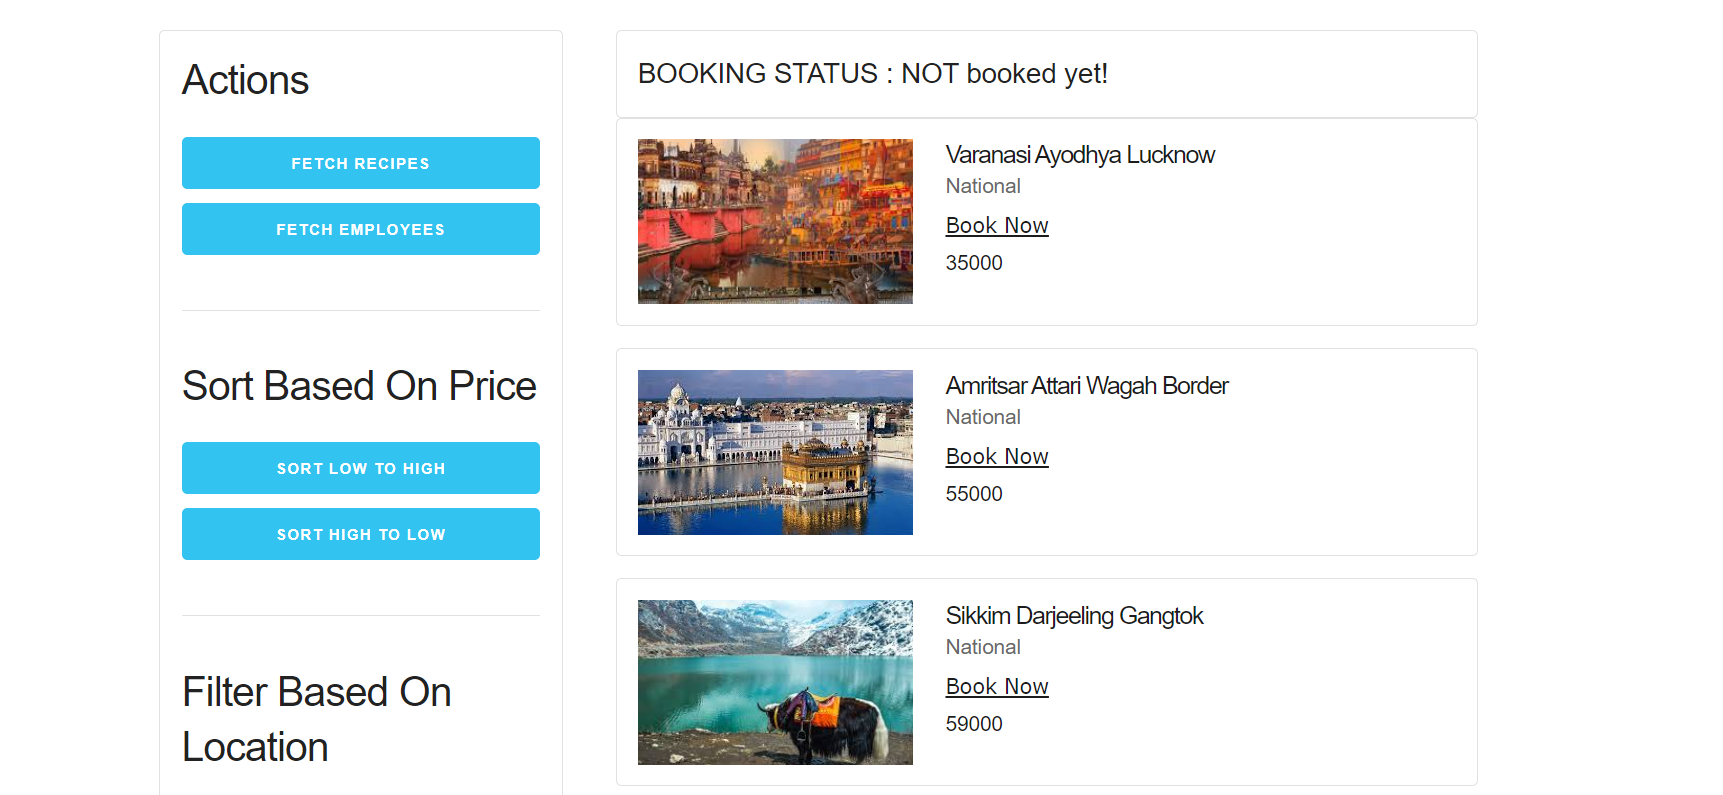 Actions
FETCH RECIPES
FETCH EMPLOYEES
Sort Based On Price
SORT LOW TO HIGH
SORT HIGH TO LOW
Filter Based On
Location
BOOKING STATUS : NOT booked yet!
Varanasi Ayodhya Lucknow
National
Book Now
35000
Amritsar Attari Wagah Border
National
Book Now
55000
Sikkim Darjeeling Gangtok
National
Book Now
59000